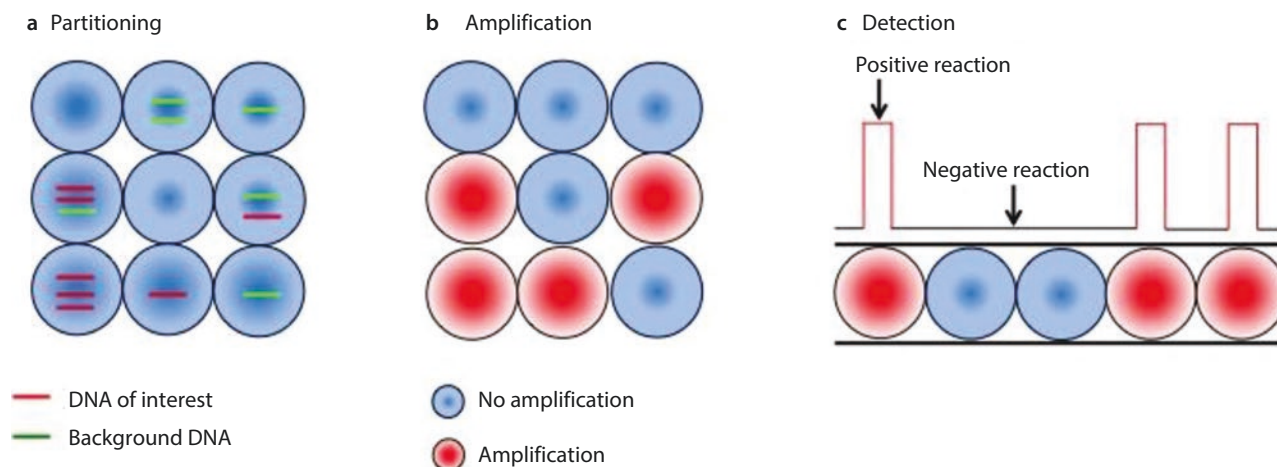 a Partitioning
b Amplification
c Detection
Positive reaction
Negative reaction
DNA of interest
Background DNA
No amplification
Amplification